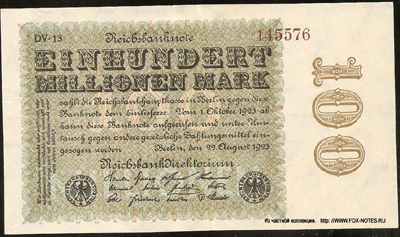 DV-13 Reichsbanknote 145576
EINHUNDERT
MILLIONEN MARK
zahlt die Reichsbankhauptkasse in Berlin gegen diese
Banknote dem Einlieferer. Vom 1. Oktober 1923 ab
kann diese Banknote aufgerufen und unter Um-
tausch gegen andere gesetzliche Zahlungsmittel ein-
gezogen werden. Berlin, den 22. August 1923
Reichsbankdirektorium
100
Из частной коллекции. http://WWW.FOX-NOTES.RU